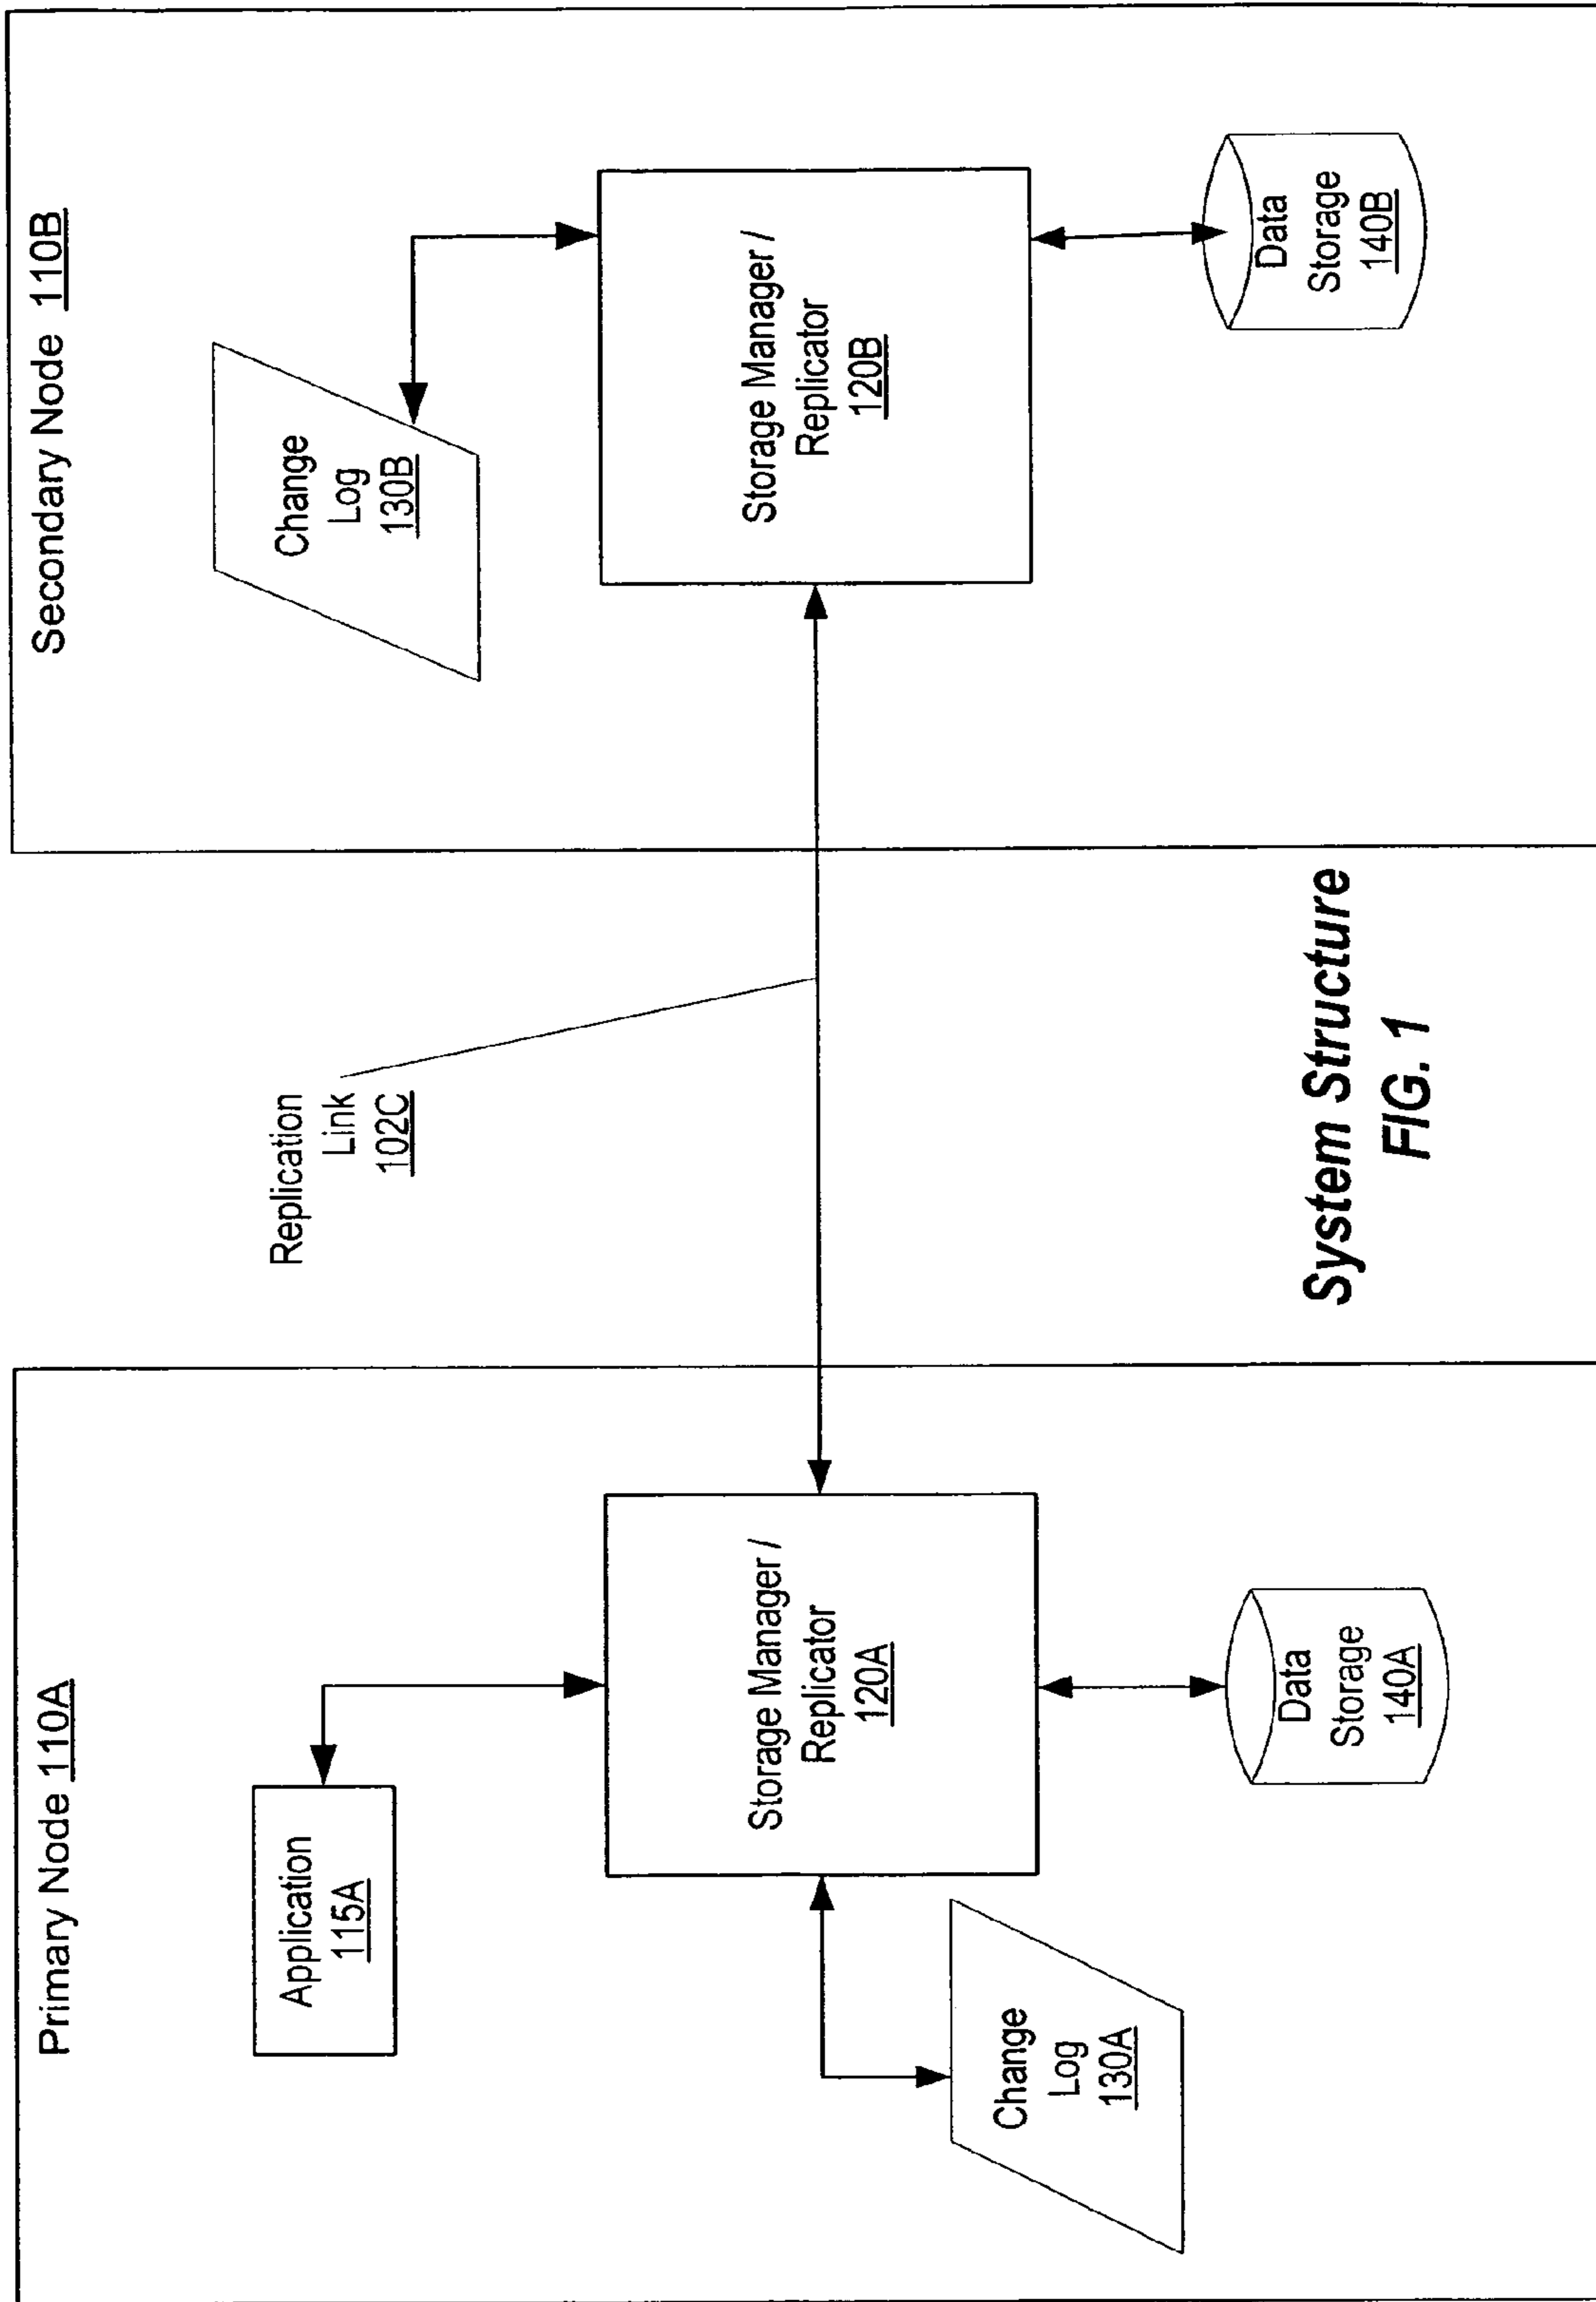 Primary Node 110A
Application
115A
Storage Manager /
Replicator
120A
Change
Log
130A
Data
Storage
140A
Replication
Link
102C
Secondary Node 110B
Change
Log
130B
Storage Manager /
Replicator
120B
Data
Storage
140B
System Structure
FIG. 1